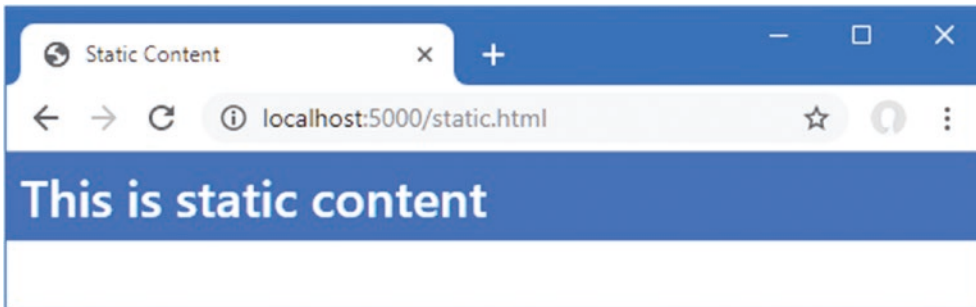 Static Content
localhost:5000/static.html
This is static content